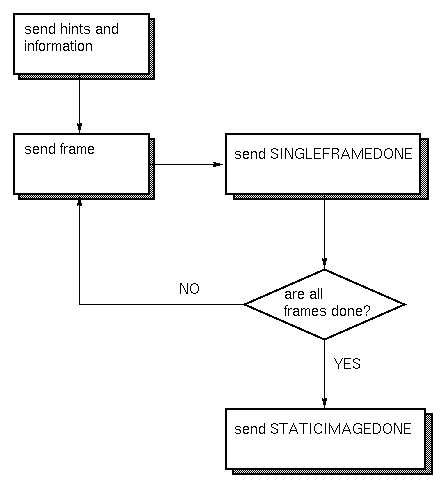 send hints and
information
send frame
send SINGLEFRAMEDONE
are all
frames done?
NO
YES
send STATICIMAGEDONE